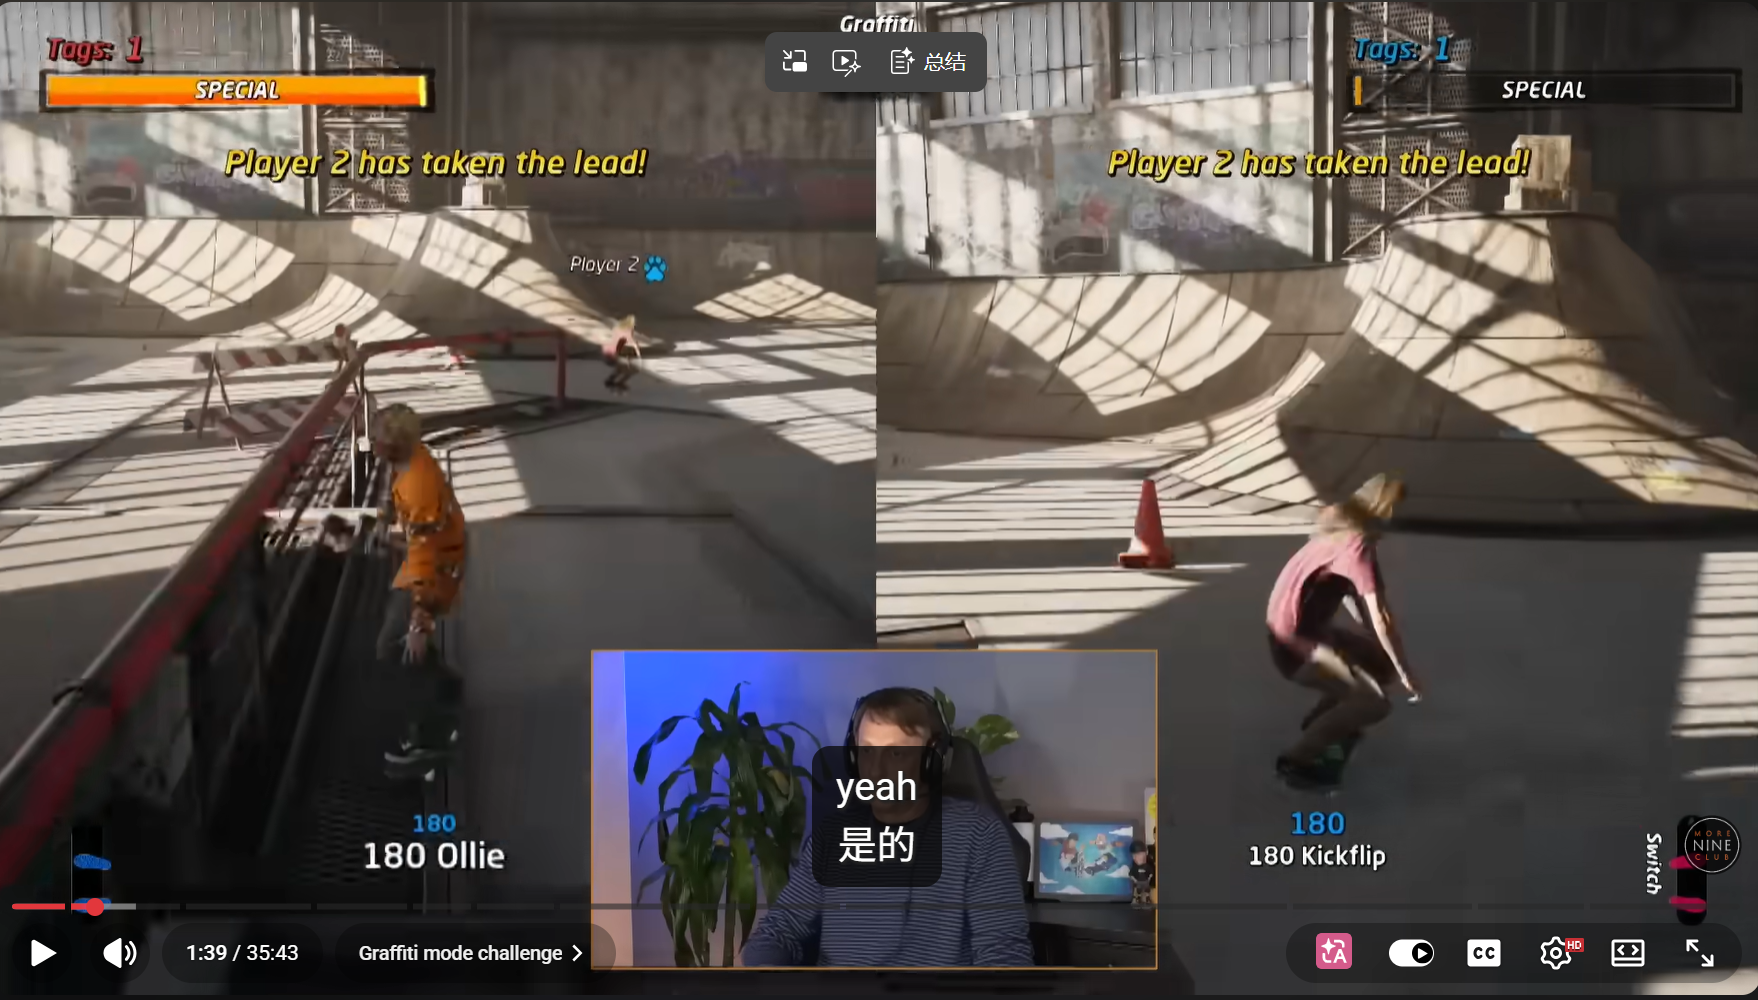 Graffiti
Tags: 1
SPECIAL
Tags: 1
SPECIAL
总结
Player 2 has taken the lead!
Player 2 has taken the lead!
Player 2
yeah
是的
180
180 Ollie
180
180 Kickflip
Switch
MORE
NINE
CLUB
1:39 / 35:43
Graffiti mode challenge
A
CC
HD